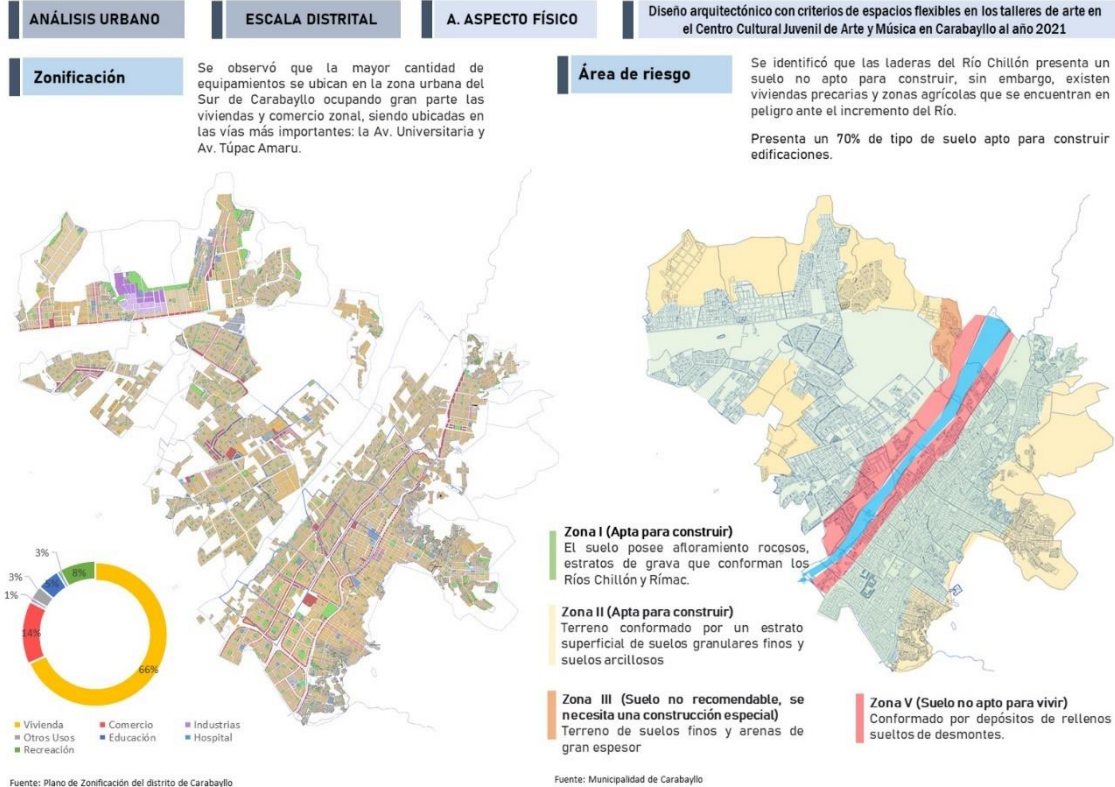 ANÁLISIS URBANO
ESCALA DISTRITAL
A. ASPECTO FÍSICO
Diseño arquitectónico con criterios de espacios flexibles en los talleres de arte en
el Centro Cultural Juvenil de Arte y Música en Carabayllo al año 2021
Zonificación
Se observó que la mayor cantidad de
equipamientos se ubican en la zona urbana del
Sur de Carabayllo ocupando gran parte las
viviendas y comercio zonal, siendo ubicadas en
las vías más importantes: la Av. Universitaria y
Av. Túpac Amaru.
Área de riesgo
Se identificó que las laderas del Río Chillón presenta un
suelo no apto para construir, sin embargo, existen
viviendas precarias y zonas agrícolas que se encuentran en
peligro ante el incremento del Río.
Presenta un 70% de tipo de suelo apto para construir
edificaciones.
3%
8%
3%
1%
14%
66%
Vivienda
Comercio
Industrias
Otros Usos
Educación
Hospital
Recreación
Fuente: Plano de Zonificación del distrito de Carabayllo
Zona I (Apta para construir)
El suelo posee afloramiento rocosos,
estratos de grava que conforman los
Ríos Chillón y Rímac.
Zona II (Apta para construir)
Terreno conformado por un estrato
superficial de suelos granulares finos y
suelos arcillosos
Zona III (Suelo no recomendable, se
necesita una construcción especial)
Terreno de suelos finos y arenas de
gran espesor
Zona V (Suelo no apto para vivir)
Conformado por depósitos de rellenos
sueltos de desmontes.
Fuente: Municipalidad de Carabayllo